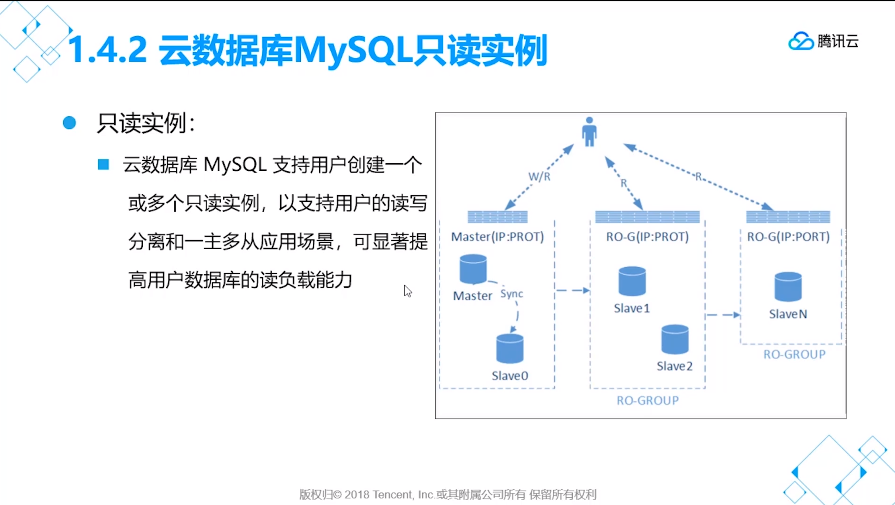 1.4.2 云数据库MySQL只读实例
腾讯云
只读实例：
云数据库 MySQL 支持用户创建一个
或多个只读实例，以支持用户的读写
分离和一主多从应用场景，可显著提
高用户数据库的读负载能力
W/R
R
R
Master(IP:PROT)
RO-G(IP:PROT)
RO-G(IP:PORT)
Master
Sync
Slave0
Slave1
Slave2
RO-GROUP
SlaveN
RO-GROUP
版权归© 2018 Tencent, Inc.或其附属公司所有 保留所有权利